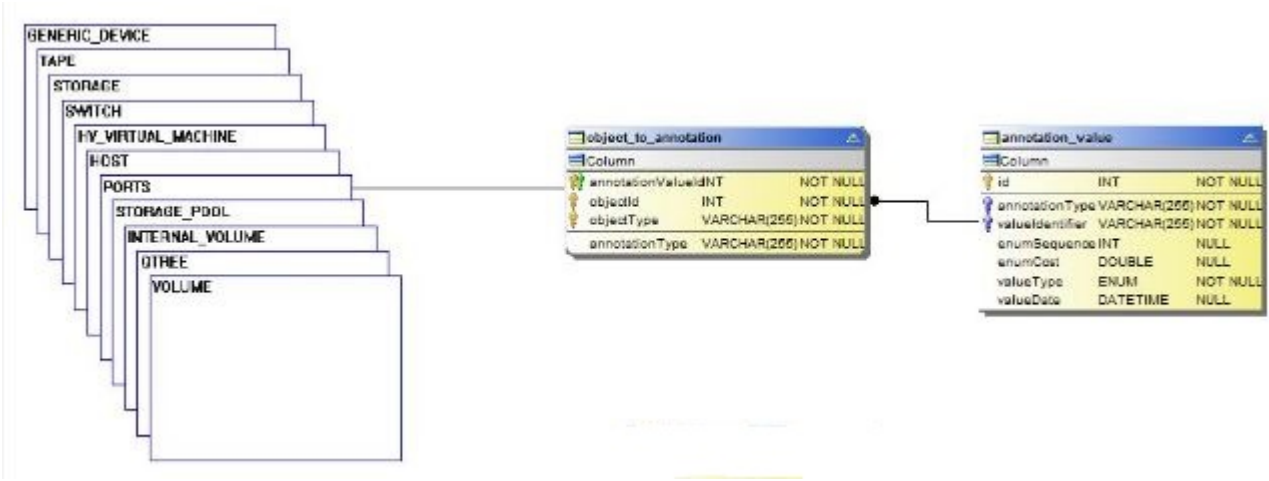 GENERIC_DEVICE
TAPE
STORAGE
SWITCH
HV_VIRTUAL_MACHINE
HOST
PORTS
STORAGE_POOL
INTERNAL_VOLUME
QTREE
VOLUME
object_to_annotation
Column
annotationValueIdINT NOT NULL
objectId INT NOT NULL
objectType VARCHAR(255) NOT NULL
annotationType VARCHAR(255) NOT NULL
annotation_value
Column
id INT NOT NULL
annotationType VARCHAR(255) NOT NULL
valueIdentifier VARCHAR(255) NOT NULL
enumSequence INT NULL
enumCost DOUBLE NULL
valueType ENUM NOT NULL
valueDate DATETIME NULL